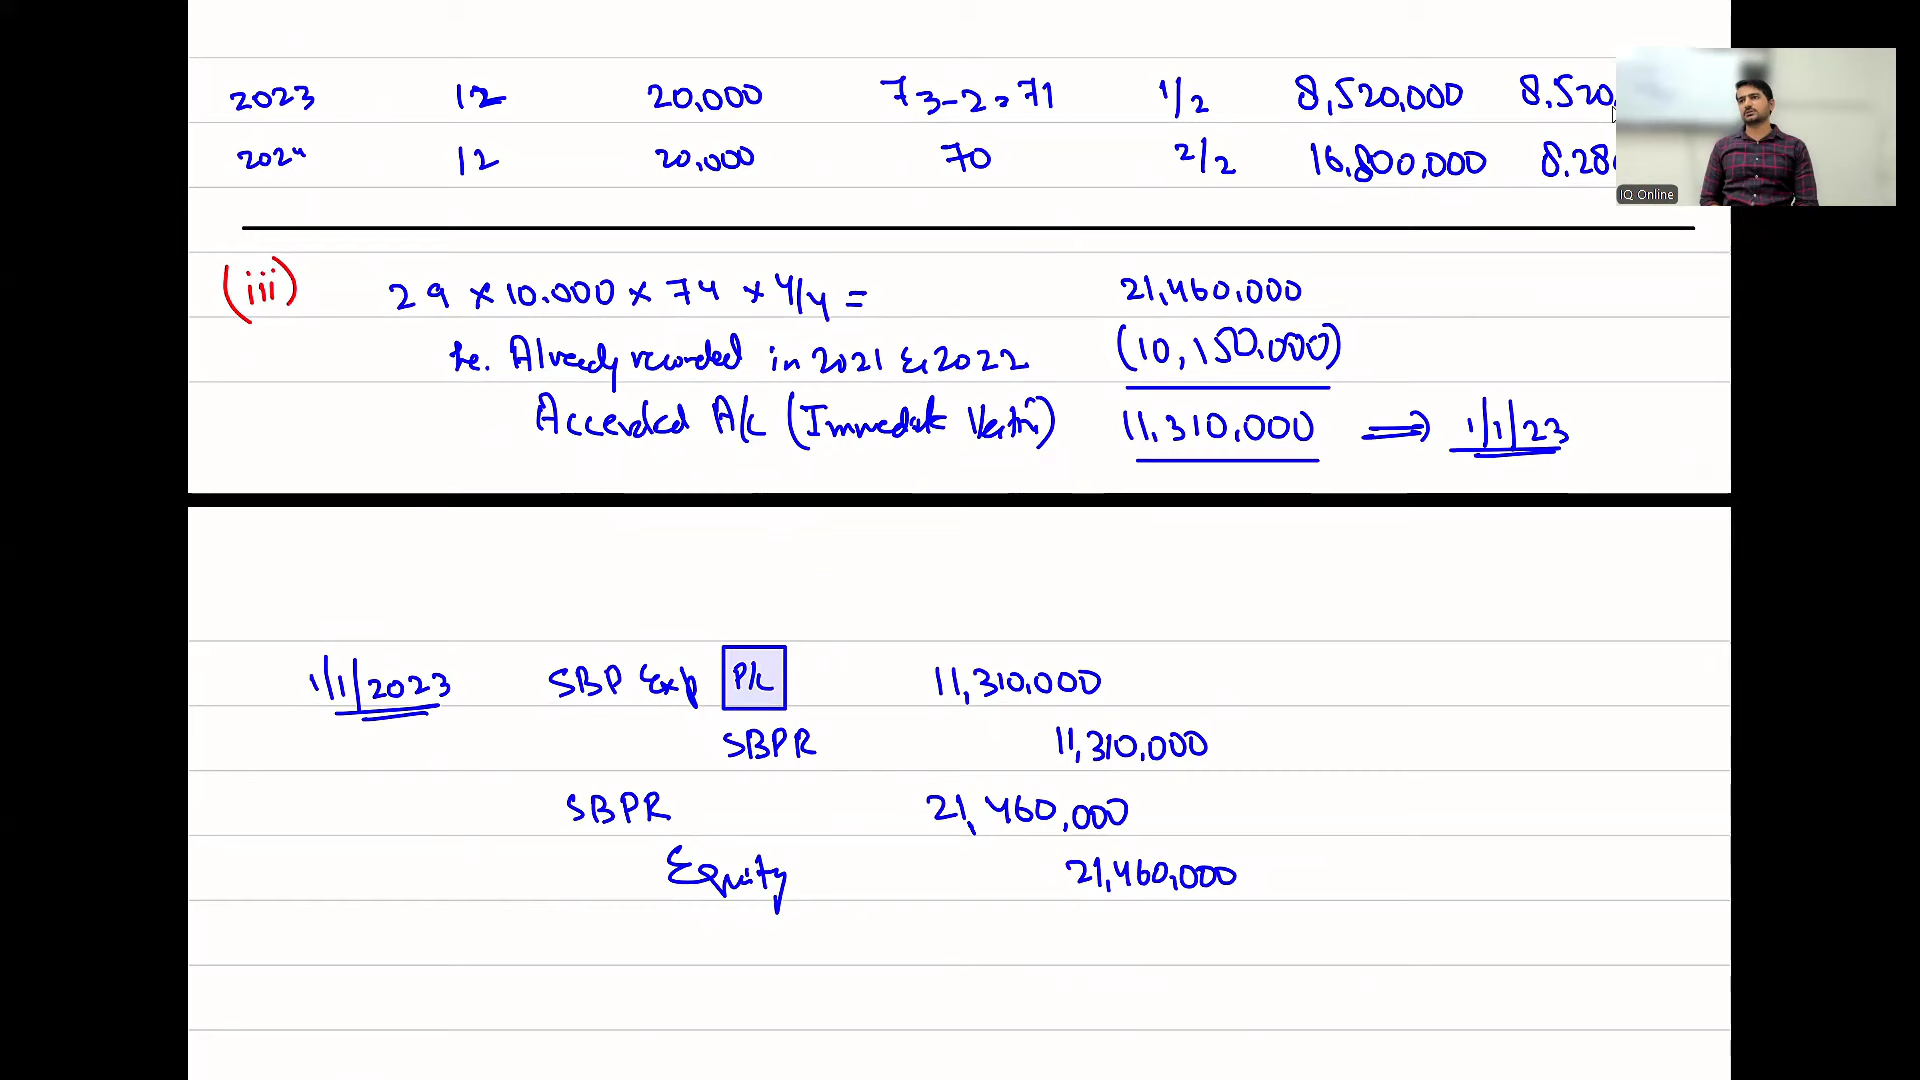 2023 12 20,000 73-2=71 1/2 8,520,000 8,520,
2024 12 20,000 70 2/2 16,800,000 8.28
IQ Online
(iii) 29 × 10.000 × 74 × 4/4 = 21,460,000
Already recorded in 2021 & 2022 (10,150,000)
A/c 11,310,000 ⇒ 1/1/23
1/1/2023 SBP Exp P/L 11,310,000
SBPR 11,310,000
SBPR 21,460,000
Equity 21,460,000